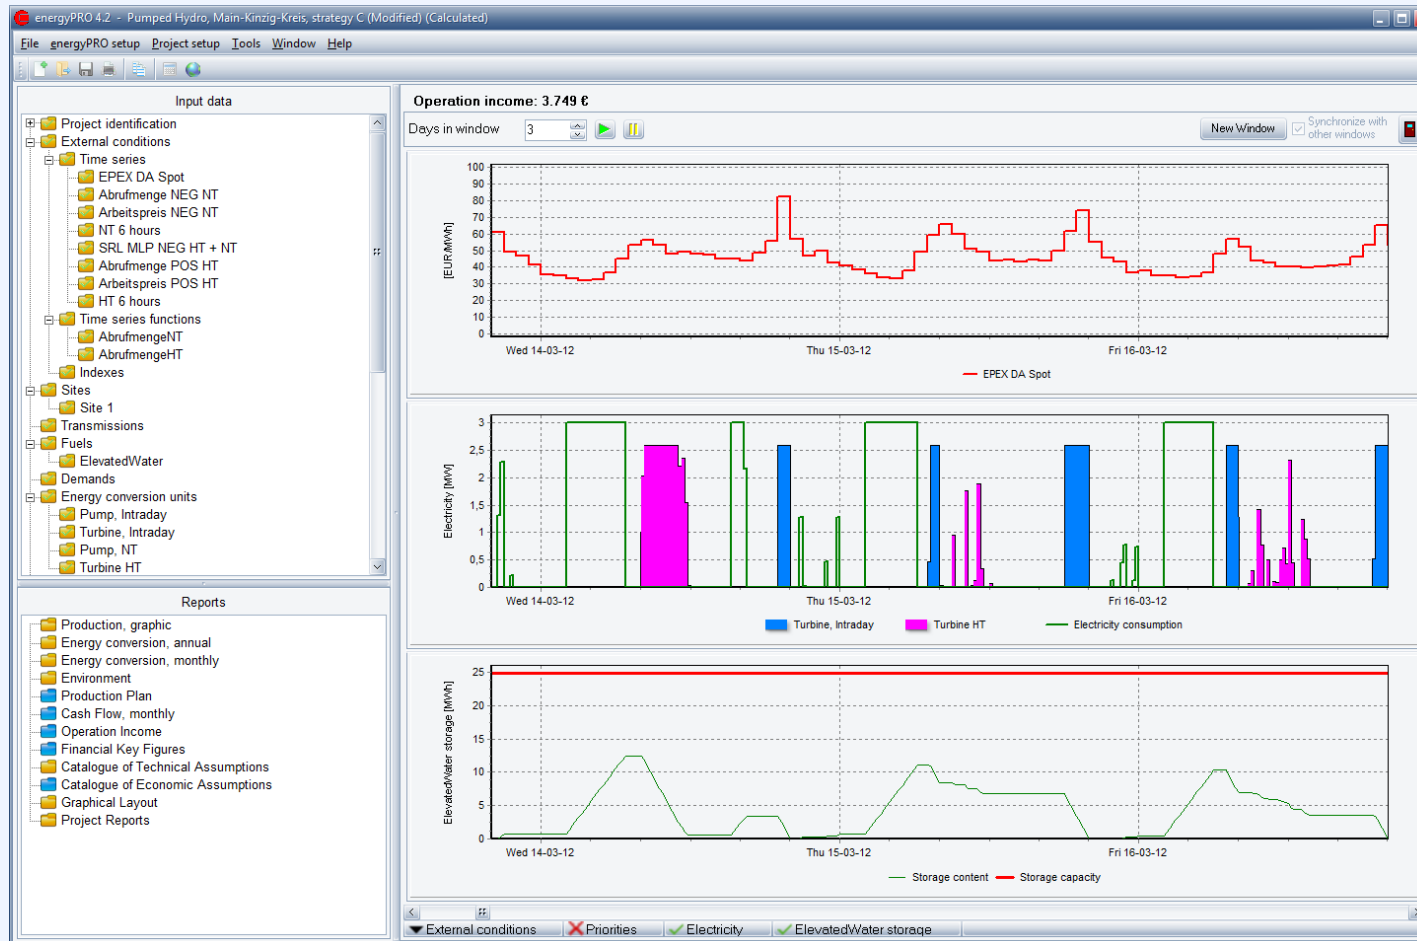 energyPRO 4.2 - Pumped Hydro, Main-Kinzig-Kreis, strategy C (Modified) (Calculated)
File energyPRO setup Project setup Tools Window Help
Input data
Project identification
External conditions
Time series
EPEX DA Spot
Abrufmenge NEG NT
Arbeitspreis NEG NT
NT 6 hours
SRL MLP NEG HT + NT
Abrufmenge POS HT
Arbeitspreis POS HT
HT 6 hours
Time series functions
AbrufmengeNT
AbrufmengeHT
Indexes
Sites
Site 1
Transmissions
Fuels
ElevatedWater
Demands
Energy conversion units
Pump, Intraday
Turbine, Intraday
Pump, NT
Turbine HT
Reports
Production, graphic
Energy conversion, annual
Energy conversion, monthly
Environment
Production Plan
Cash Flow, monthly
Operation Income
Financial Key Figures
Catalogue of Technical Assumptions
Catalogue of Economic Assumptions
Graphical Layout
Project Reports
Operation income: 3.749 €
Days in window 3 New Window Synchronize with
other windows
[EUR/MWh]
100
90
80
70
60
50
40
30
20
10
0
Wed 14-03-12 Thu 15-03-12 Fri 16-03-12
EPEX DA Spot
Electricity [MW]
3
2,5
2
1,5
1
0,5
0
Wed 14-03-12 Thu 15-03-12 Fri 16-03-12
Turbine, Intraday Turbine HT Electricity consumption
ElevatedWater storage [MWh]
25
20
15
10
5
0
Wed 14-03-12 Thu 15-03-12 Fri 16-03-12
Storage content Storage capacity
External conditions Priorities Electricity ElevatedWater storage